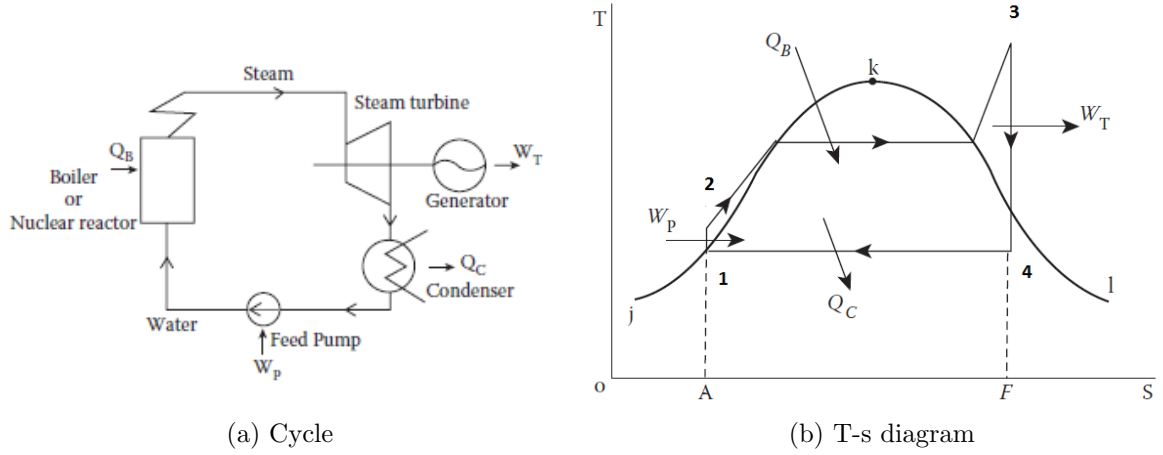 Steam
Steam turbine
Q_B
W_T
Boiler
or
Nuclear reactor
Generator
Q_C
Condenser
Water
Feed Pump
W_p
(a) Cycle
T
3
Q_B
k
W_T
2
W_P
1
4
Q_C
j
l
o
A
F
S
(b) T-s diagram